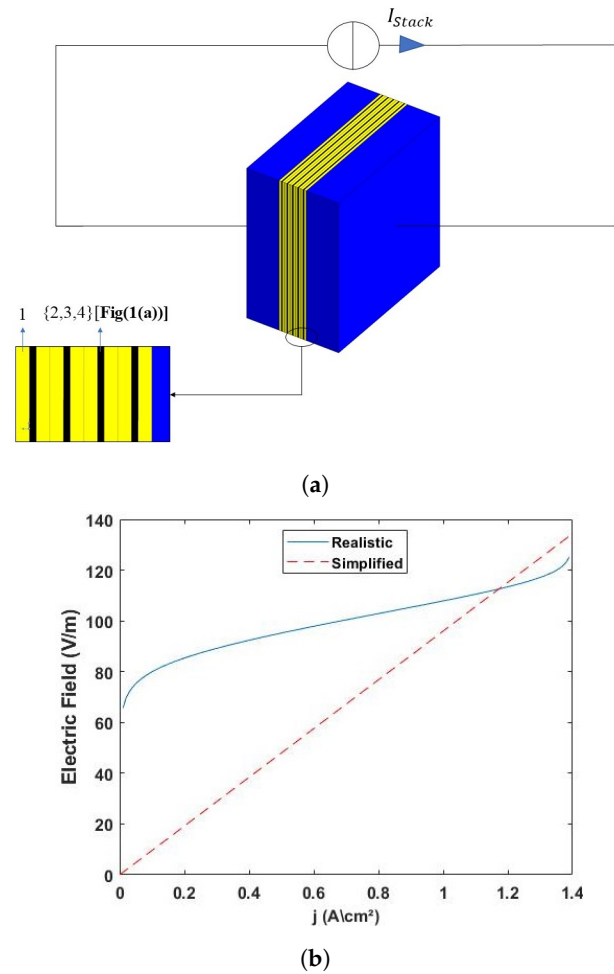 I_Stack
1 {2,3,4}[Fig(1(a))]
(a)
140
120
100
80
60
40
20
0
Electric Field (V/m)
Realistic
Simplified
0 0.2 0.4 0.6 0.8 1 1.2 1.4
j (A\cm²)
(b)